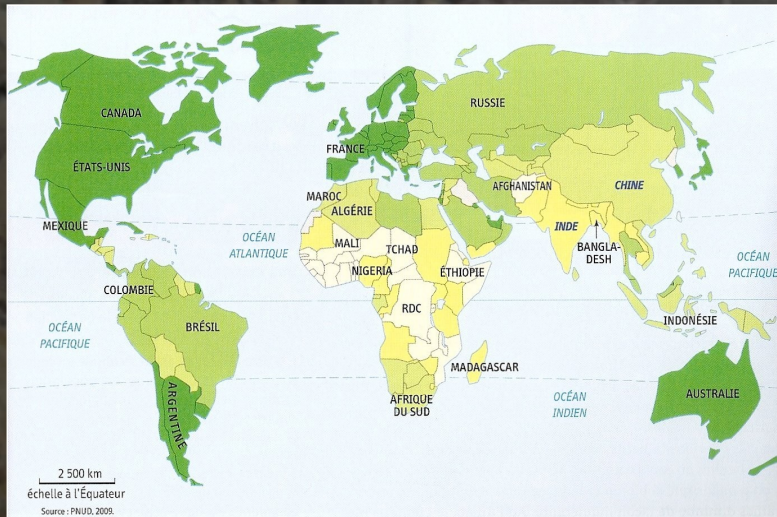 CANADA
ÉTATS-UNIS
MEXIQUE
COLOMBIE
BRÉSIL
ARGENTINE
OCÉAN
PACIFIQUE
OCÉAN
ATLANTIQUE
FRANCE
MAROC
ALGÉRIE
MALI
TCHAD
NIGERIA
ÉTHIOPIE
RDC
MADAGASCAR
AFRIQUE
DU SUD
RUSSIE
AFGHANISTAN
CHINE
INDE
BANGLA-
DESH
INDONÉSIE
OCÉAN
PACIFIQUE
OCÉAN
INDIEN
AUSTRALIE
2 500 km
échelle à l'Équateur
Source : PNUD, 2009.